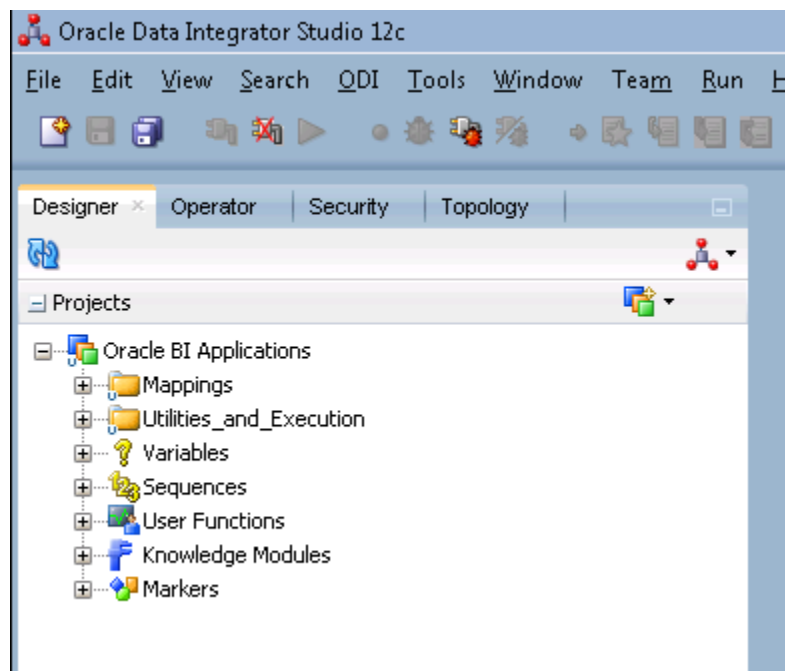 Oracle Data Integrator Studio 12c
File Edit View Search ODI Tools Window Team Run H
Designer Operator Security Topology
Projects
Oracle BI Applications
Mappings
Utilities_and_Execution
Variables
Sequences
User Functions
Knowledge Modules
Markers